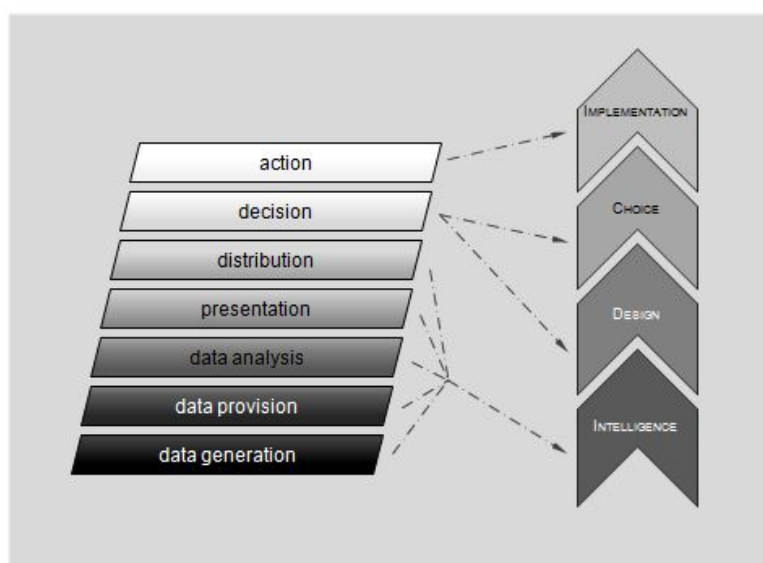 action
decision
distribution
presentation
data analysis
data provision
data generation
IMPLEMENTATION
CHOICE
DESIGN
INTELLIGENCE